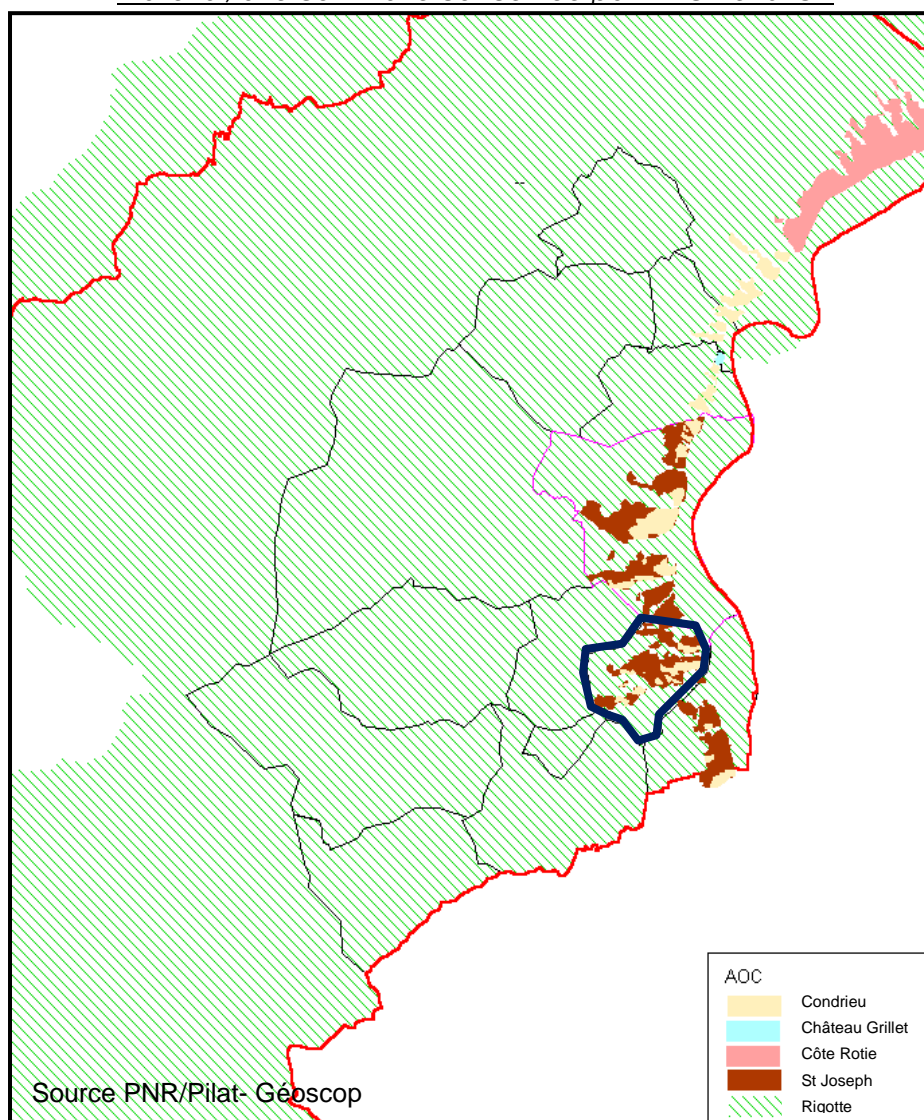 AOC
Condrieu
Château Grillet
Côte Rotie
St Joseph
Rigotte
Source PNR/Pilat- Géoscop